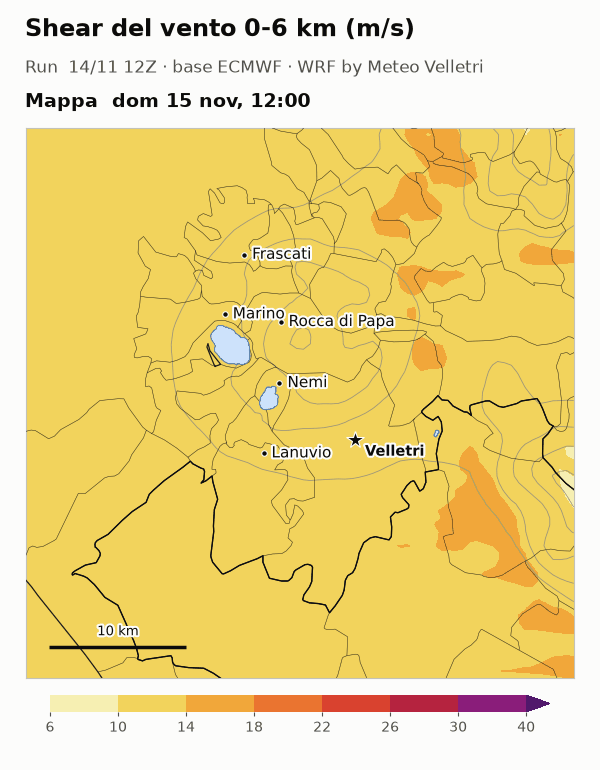 Shear del vento 0-6 km (m/s)
Run  14/11 12Z · base ECMWF · WRF by Meteo Velletri
Mappa  dom 15 nov, 12:00
Frascati
Marino
Rocca di Papa
Nemi
Velletri
Lanuvio
10 km
6 10 14 18 22 26 30 40